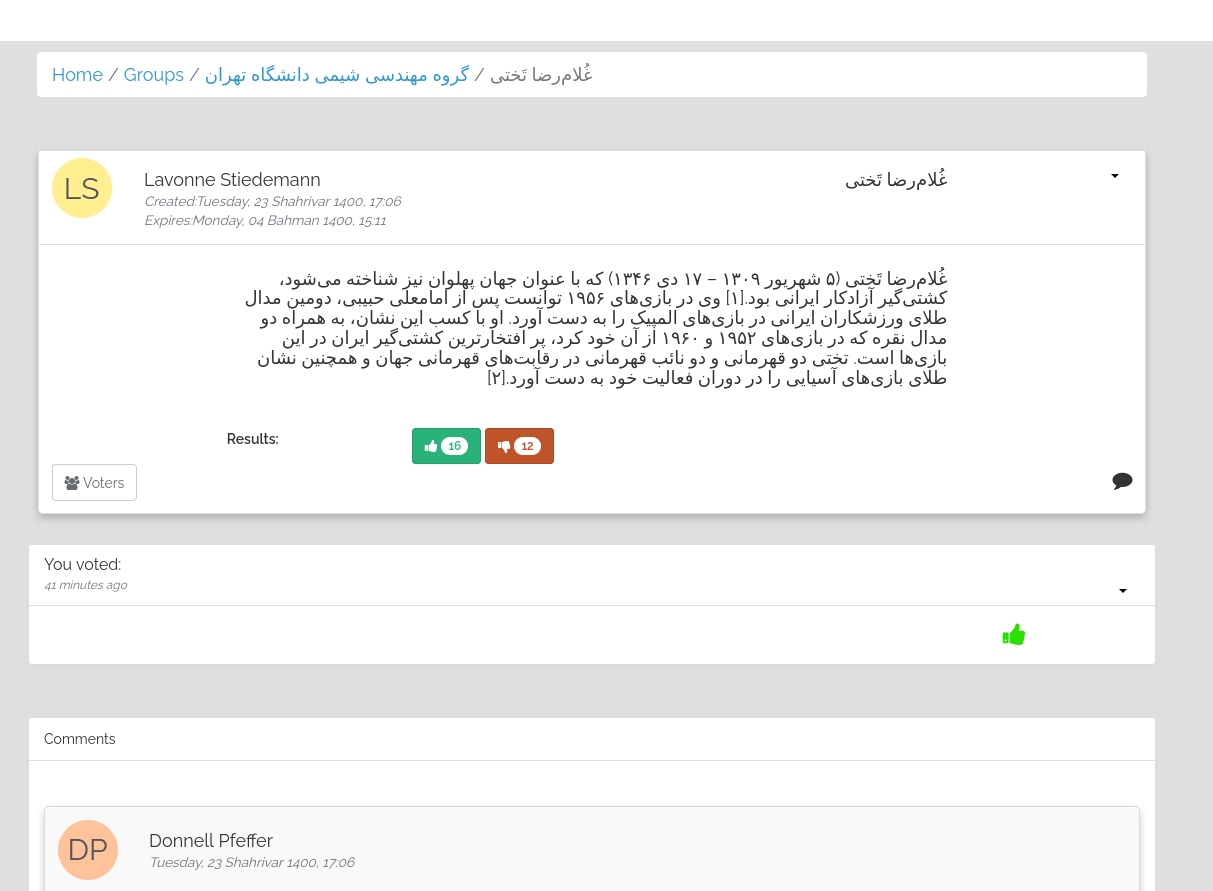 Home / Groups / گروه مهندسی شیمی دانشگاه تهران / غُلام‌رضا تَختی
LS
Lavonne Stiedemann
غُلام‌رضا تَختی
Created:Tuesday, 23 Shahrivar 1400, 17:06
Expires:Monday, 04 Bahman 1400, 15:11
غُلام‌رضا تَختی (۵ شهریور ۱۳۰۹ – ۱۷ دی ۱۳۴۶) که با عنوان جهان پهلوان نیز شناخته می‌شود،
کشتی‌گیر آزادکار ایرانی بود.[۱] وی در بازی‌های ۱۹۵۶ توانست پس از امامعلی حبیبی، دومین مدال
طلای ورزشکاران ایرانی در بازی‌های المپیک را به دست آورد. او با کسب این نشان، به همراه دو
مدال نقره که در بازی‌های ۱۹۵۲ و ۱۹۶۰ از آن خود کرد، پر افتخارترین کشتی‌گیر ایران در این
بازی‌ها است. تختی دو قهرمانی و دو نائب قهرمانی در رقابت‌های قهرمانی جهان و همچنین نشان
طلای بازی‌های آسیایی را در دوران فعالیت خود به دست آورد.[۲]
Results:
16
12
Voters
You voted:
41 minutes ago
Comments
DP
Donnell Pfeffer
Tuesday, 23 Shahrivar 1400, 17:06